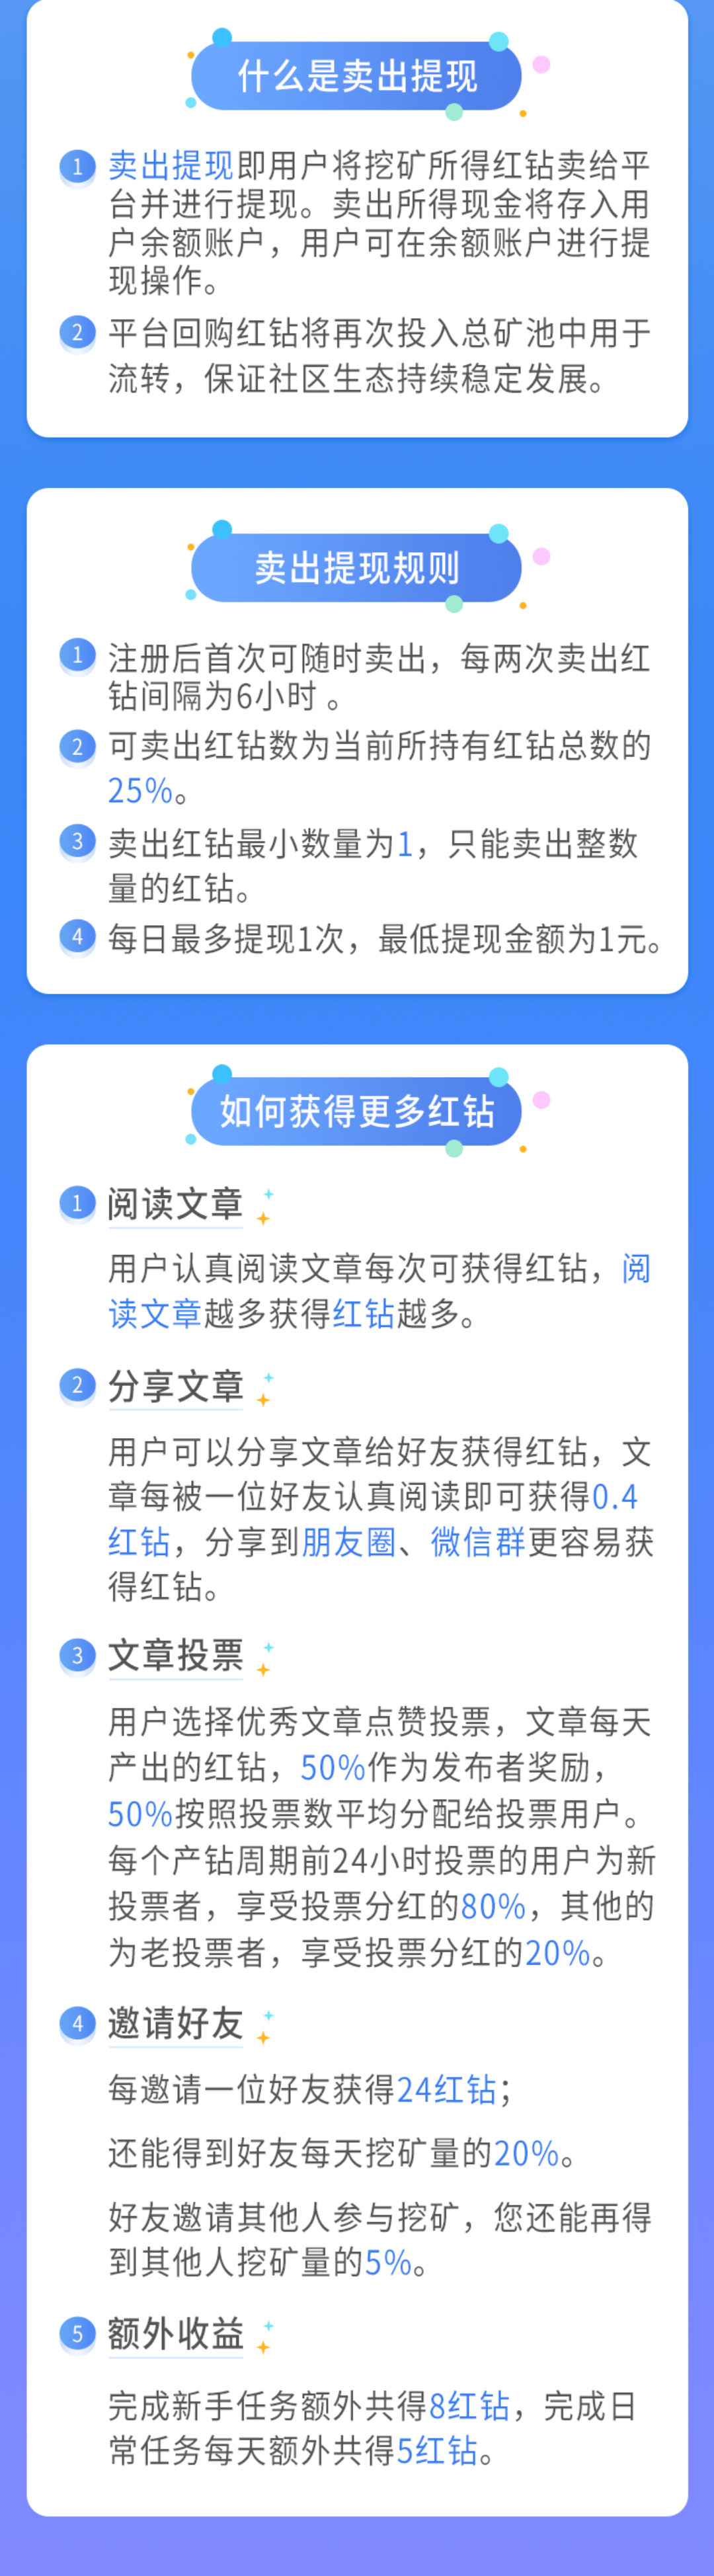 什么是卖出提现
1 卖出提现即用户将挖矿所得红钻卖给平
台并进行提现。卖出所得现金将存入用
户余额账户，用户可在余额账户进行提
现操作。
2 平台回购红钻将再次投入总矿池中用于
流转，保证社区生态持续稳定发展。
卖出提现规则
1 注册后首次可随时卖出，每两次卖出红
钻间隔为6小时 。
2 可卖出红钻数为当前所持有红钻总数的
25%。
3 卖出红钻最小数量为1，只能卖出整数
量的红钻。
4 每日最多提现1次，最低提现金额为1元。
如何获得更多红钻
1 阅读文章
用户认真阅读文章每次可获得红钻，阅
读文章越多获得红钻越多。
2 分享文章
用户可以分享文章给好友获得红钻，文
章每被一位好友认真阅读即可获得0.4
红钻，分享到朋友圈、微信群更容易获
得红钻。
3 文章投票
用户选择优秀文章点赞投票，文章每天
产出的红钻，50%作为发布者奖励，
50%按照投票数平均分配给投票用户。
每个产钻周期前24小时投票的用户为新
投票者，享受投票分红的80%，其他的
为老投票者，享受投票分红的20%。
4 邀请好友
每邀请一位好友获得24红钻；
还能得到好友每天挖矿量的20%。
好友邀请其他人参与挖矿，您还能再得
到其他人挖矿量的5%。
5 额外收益
完成新手任务额外共得8红钻，完成日
常任务每天额外共得5红钻。